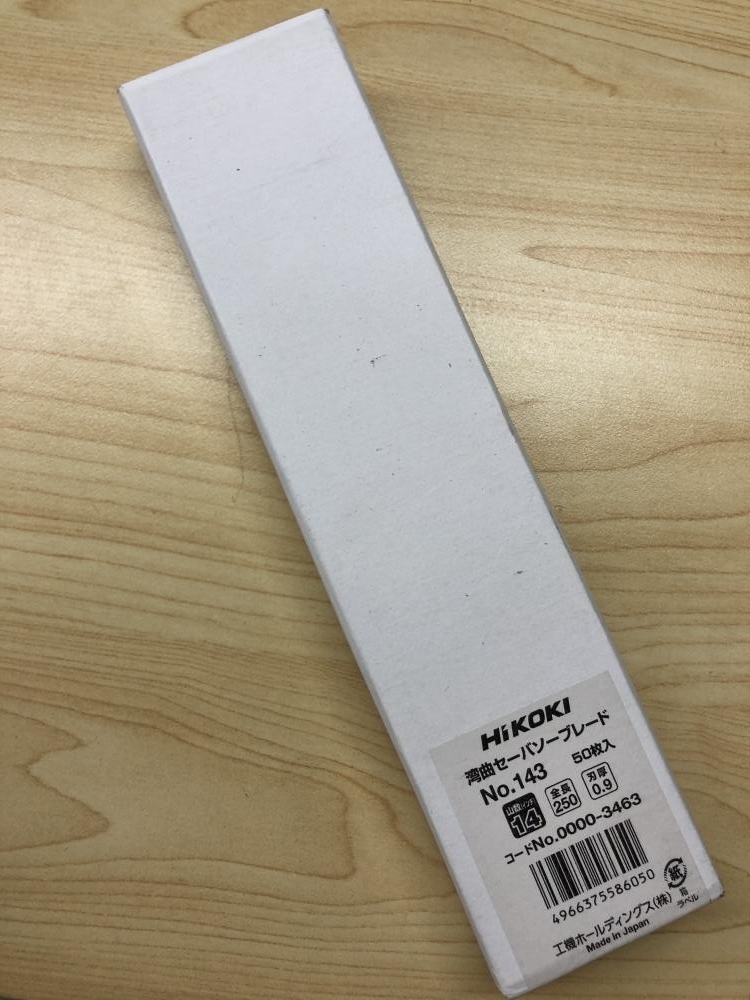 HiKOKI
湾曲セーバソーブレード
No.143 50枚入
山数/インチ 全長 刃厚
14 250 0.9
コードNo.0000-3463
4966375586050
紙
箱
ラベル
工機ホールディングス(株)
Made in Japan